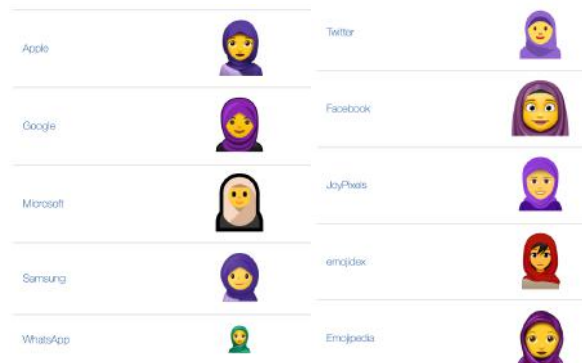 Apple
Google
Microsoft
Samsung
WhatsApp
Twitter
Facebook
JoyPixels
emojidex
Emojipedia